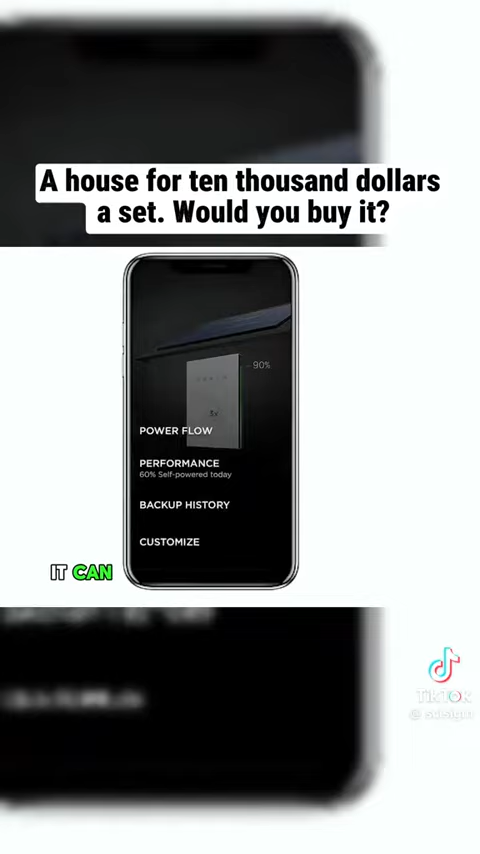 A house for ten thousand dollars
a set. Would you buy it?
90%
POWER FLOW
PERFORMANCE
60% Self-powered today
BACKUP HISTORY
CUSTOMIZE
IT CAN
TikTok